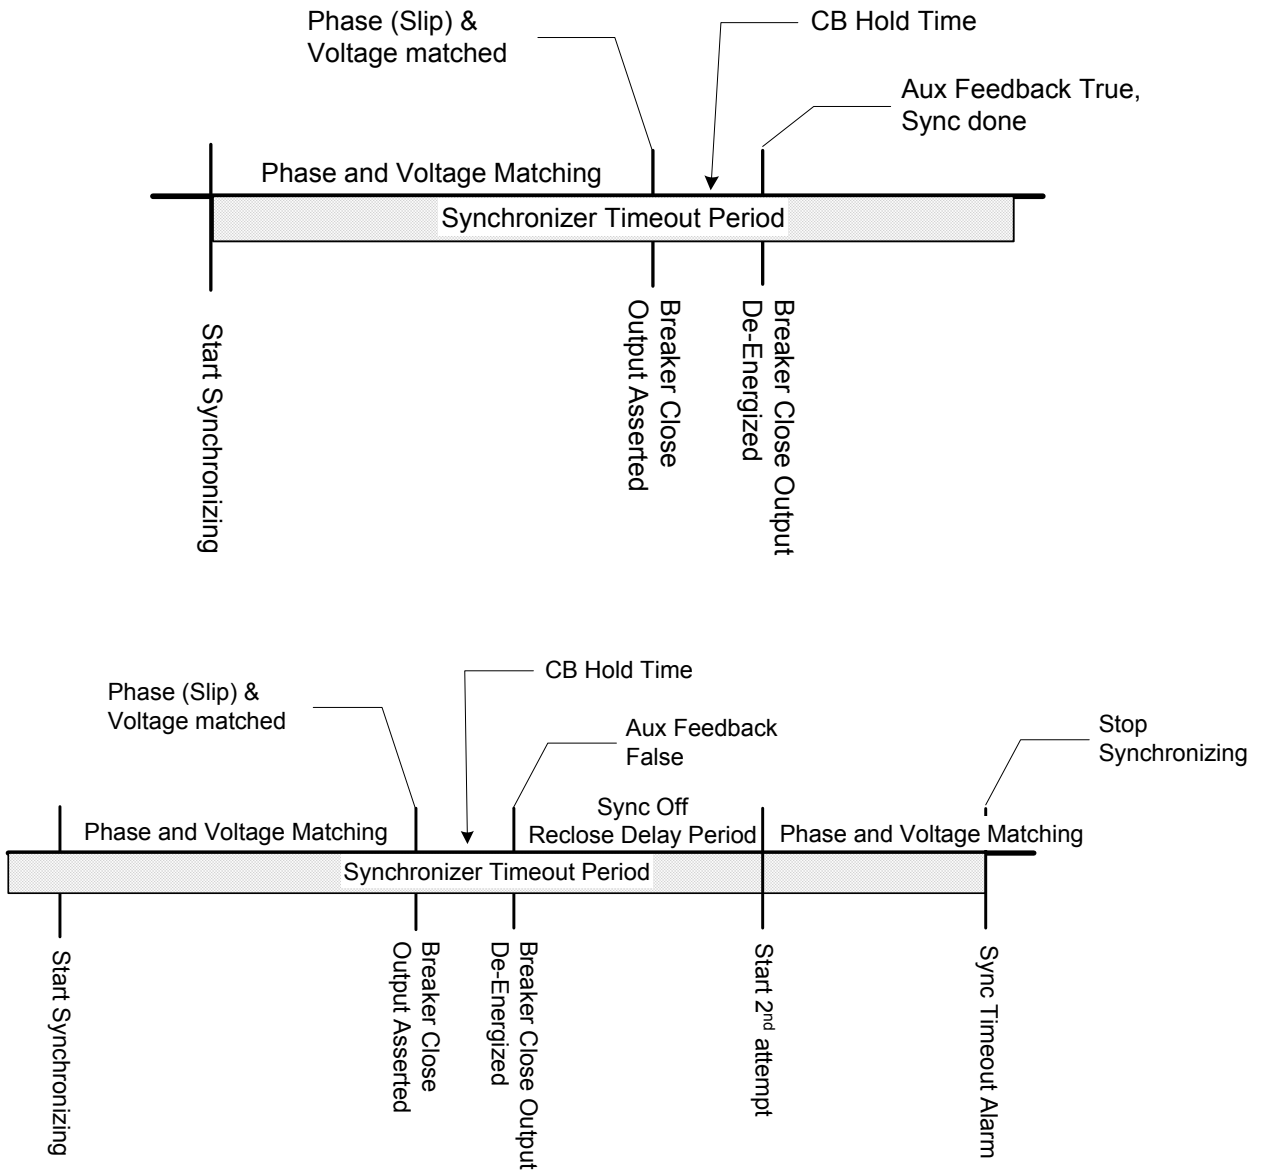 Phase (Slip) &
Voltage matched
CB Hold Time
Aux Feedback True,
Sync done
Phase and Voltage Matching
Synchronizer Timeout Period
Start Synchronizing
Breaker Close
Output Asserted
Breaker Close Output
De-Energized
Phase (Slip) &
Voltage matched
CB Hold Time
Aux Feedback
False
Stop
Synchronizing
Phase and Voltage Matching
Sync Off
Reclose Delay Period
Phase and Voltage Matching
Synchronizer Timeout Period
Start Synchronizing
Breaker Close
Output Asserted
Breaker Close Output
De-Energized
Start 2nd attempt
Sync Timeout Alarm